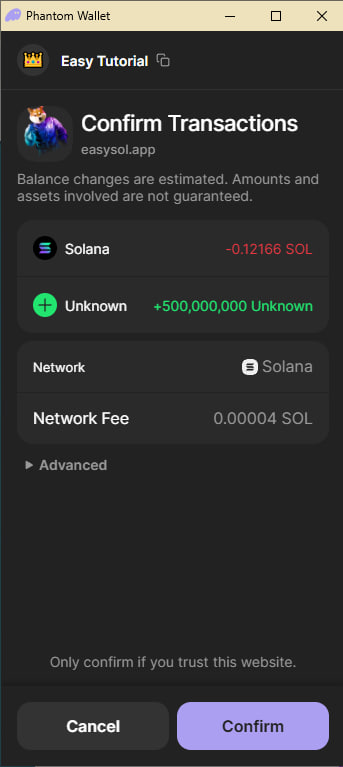 Phantom Wallet
Easy Tutorial
Confirm Transactions
easysol.app
Balance changes are estimated. Amounts and
assets involved are not guaranteed.
Solana -0.12166 SOL
Unknown +500,000,000 Unknown
Network Solana
Network Fee 0.00004 SOL
Advanced
Only confirm if you trust this website.
Cancel Confirm